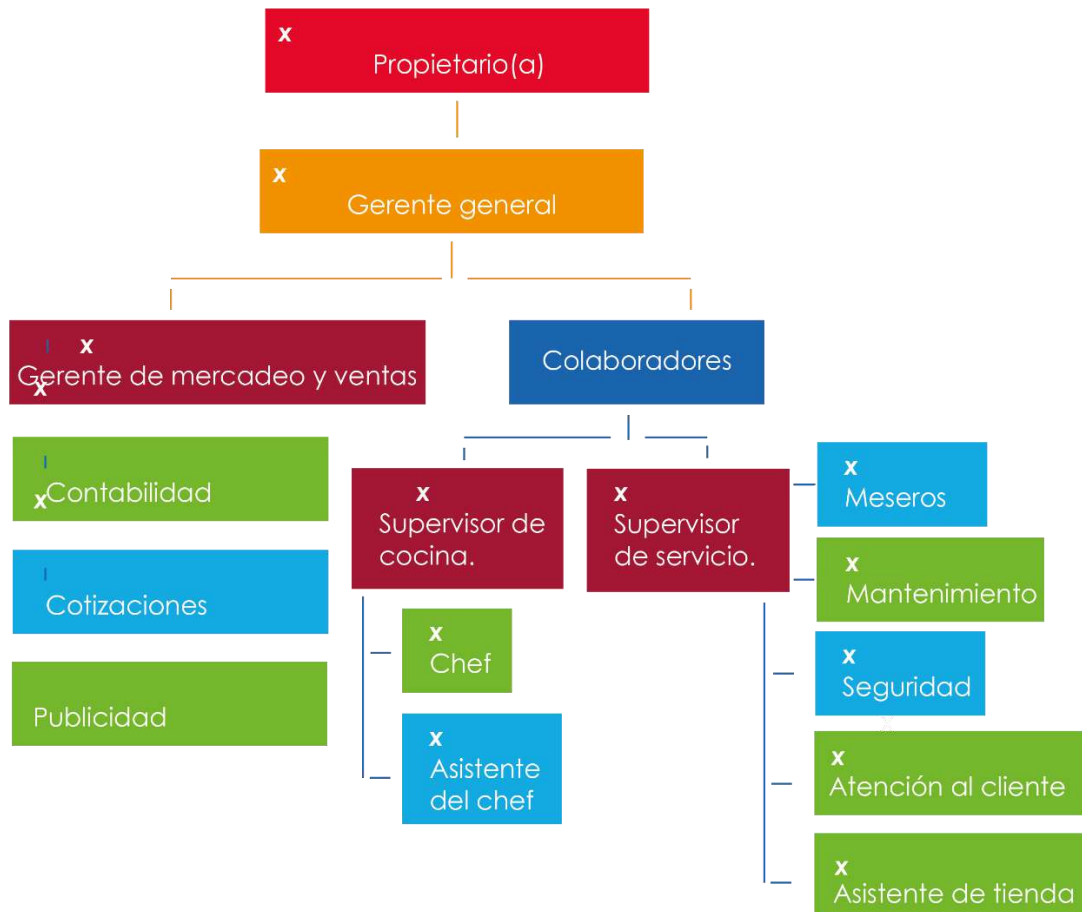 x
Propietario(a)
x
Gerente general
x
Gerente de mercadeo y ventas
x
Contabilidad
x
Cotizaciones
Publicidad
Colaboradores
x
Supervisor de
cocina.
x
Chef
x
Asistente
del chef
x
Supervisor
de servicio.
x
Meseros
x
Mantenimiento
x
Seguridad
x
Atención al cliente
x
Asistente de tienda